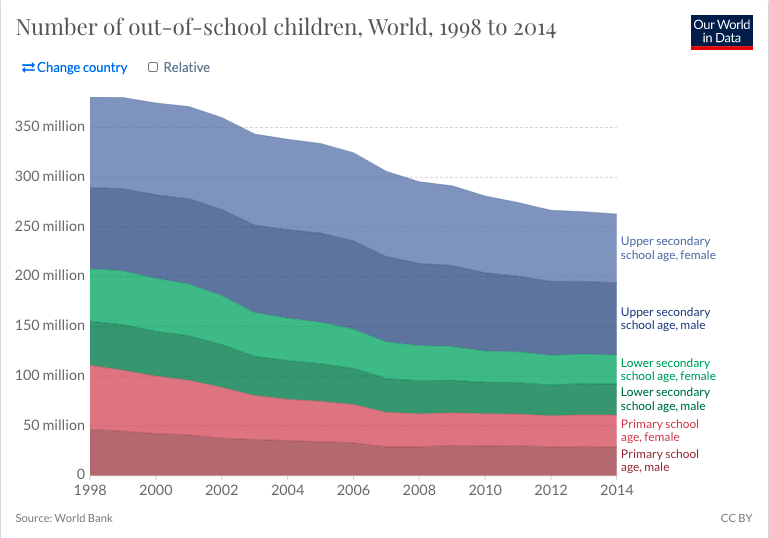 Number of out-of-school children, World, 1998 to 2014
Our World
in Data
Change country
Relative
350 million
300 million
250 million
200 million
150 million
100 million
50 million
0
Upper secondary
school age, female
Upper secondary
school age, male
Lower secondary
school age, female
Lower secondary
school age, male
Primary school
age, female
Primary school
age, male
1998 2000 2002 2004 2006 2008 2010 2012 2014
Source: World Bank
CC BY